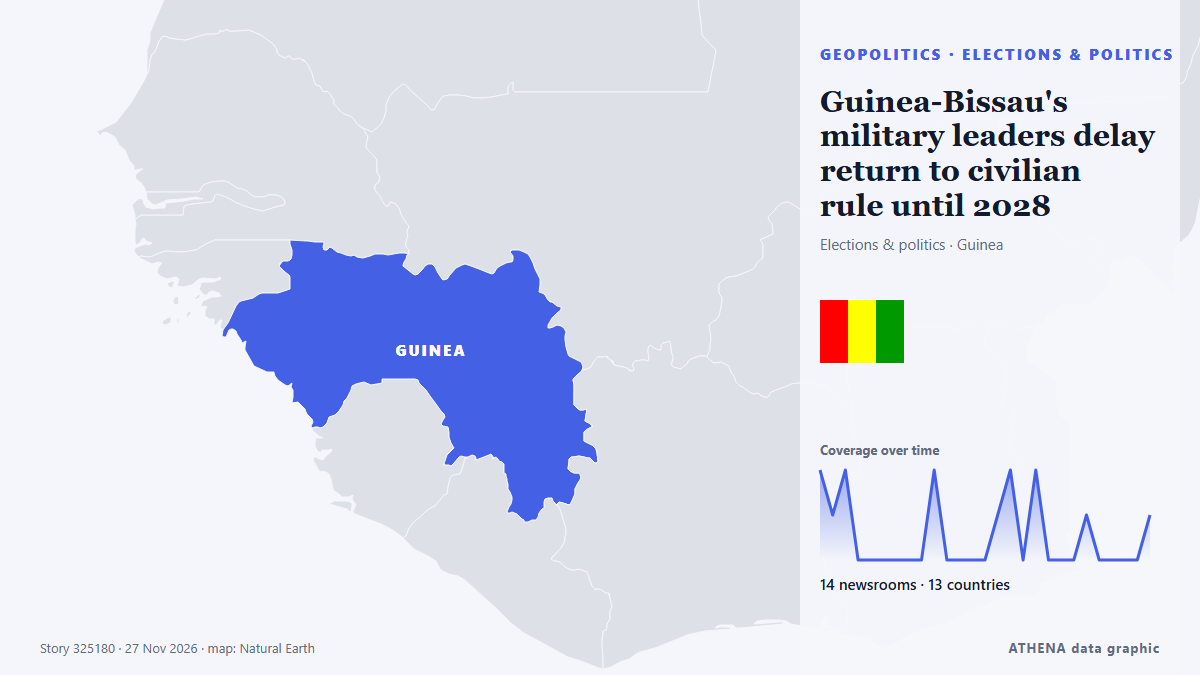 GEOPOLITICS · ELECTIONS & POLITICS
Guinea-Bissau's
military leaders delay
return to civilian
rule until 2028
Elections & politics · Guinea
GUINEA
Coverage over time
14 newsrooms · 13 countries
Story 325180 · 27 Nov 2026 · map: Natural Earth
ATHENA data graphic